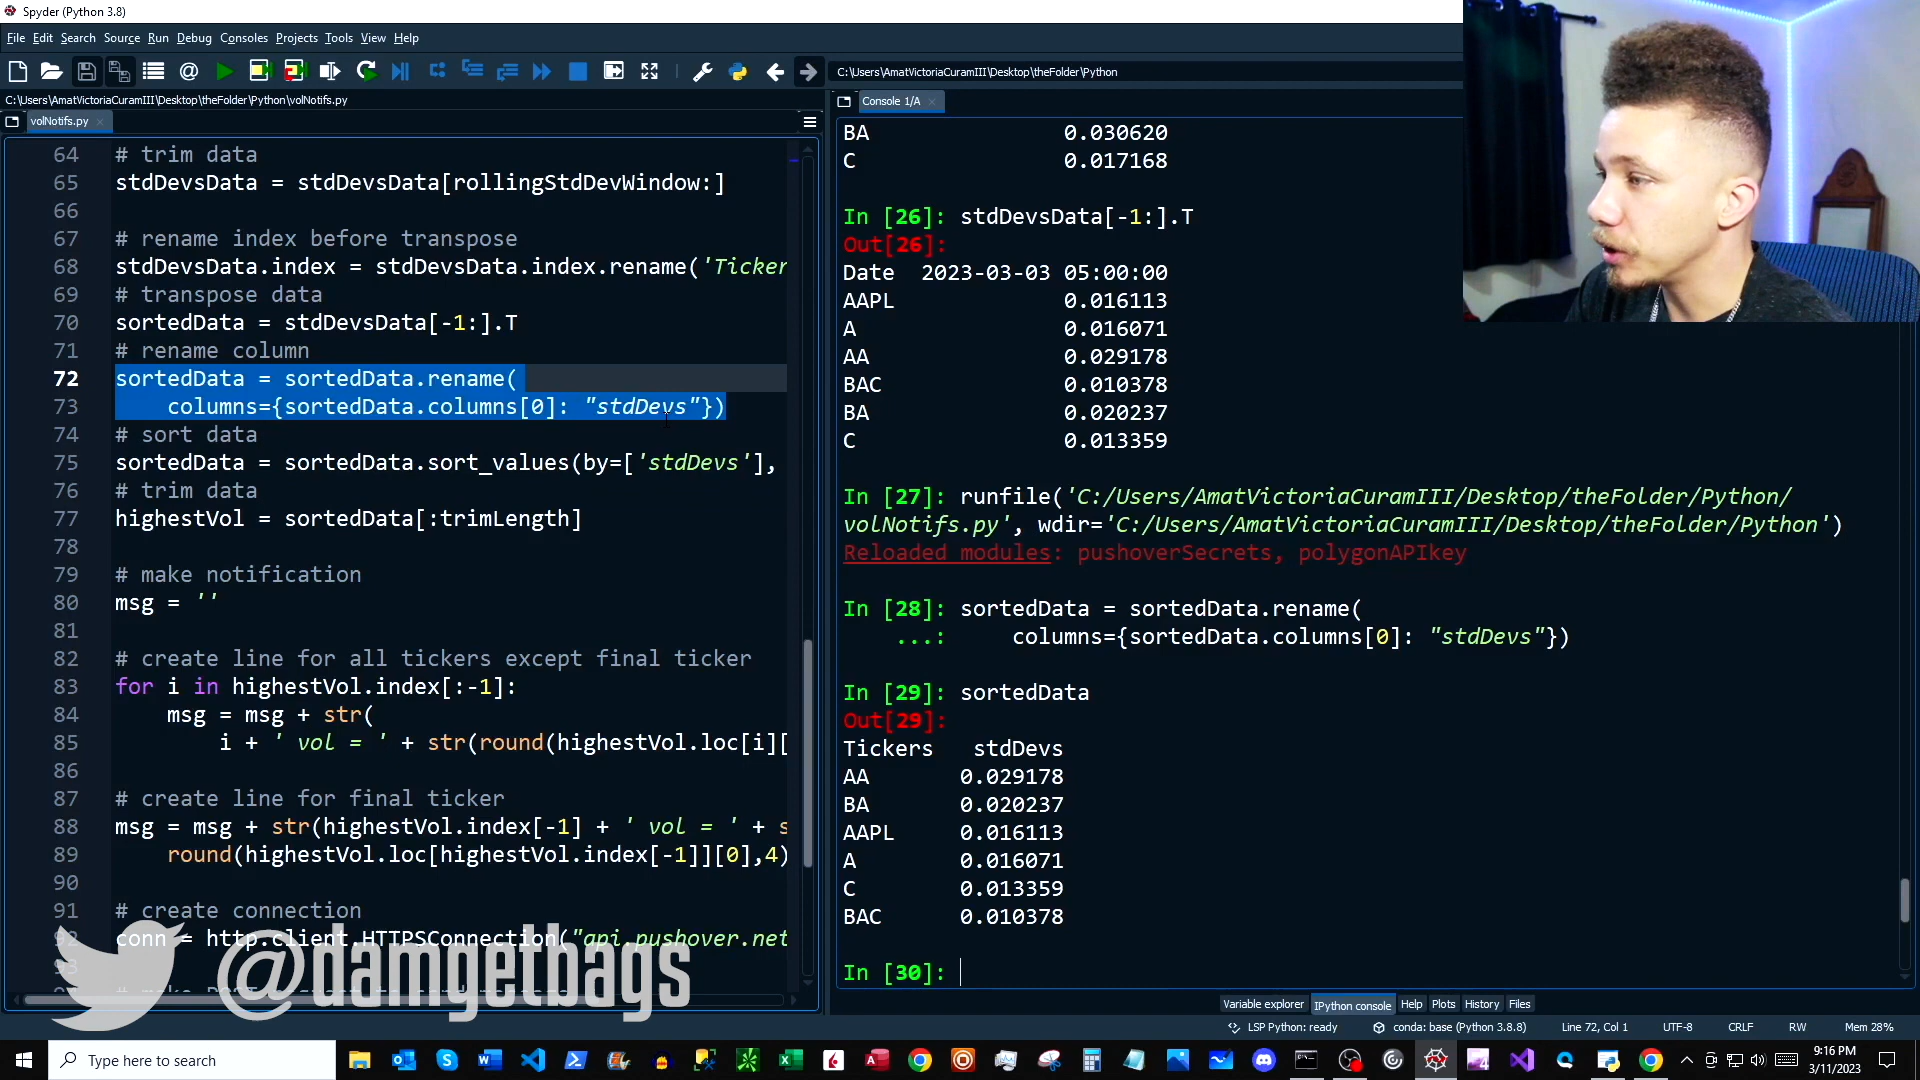 Spyder (Python 3.8)
File Edit Search Source Run Debug Consoles Projects Tools View Help
C:\Users\AmatVictoriaCuramIII\Desktop\theFolder\Python
C:\Users\AmatVictoriaCuramIII\Desktop\theFolder\Python\volNotifs.py
volNotifs.py
64 # trim data
65 stdDevsData = stdDevsData[rollingStdDevWindow:]
66
67 # rename index before transpose
68 stdDevsData.index = stdDevsData.index.rename('Ticker
69 # transpose data
70 sortedData = stdDevsData[-1:].T
71 # rename column
72 sortedData = sortedData.rename(
73 columns={sortedData.columns[0]: "stdDevs"})
74 # sort data
75 sortedData = sortedData.sort_values(by=['stdDevs'],
76 # trim data
77 highestVol = sortedData[:trimLength]
78
79 # make notification
80 msg = ''
81
82 # create line for all tickers except final ticker
83 for i in highestVol.index[:-1]:
84 msg = msg + str(
85 i + ' vol = ' + str(round(highestVol.loc[i][
86
87 # create line for final ticker
88 msg = msg + str(highestVol.index[-1] + ' vol = ' + s
89 round(highestVol.loc[highestVol.index[-1]][0],4)
90
91 # create connection
92 conn = http.client.HTTPSConnection("api.pushover.net
@damgetbags
Console 1/A
BA 0.030620
C 0.017168
In [26]: stdDevsData[-1:].T
Out[26]:
Date 2023-03-03 05:00:00
AAPL 0.016113
A 0.016071
AA 0.029178
BAC 0.010378
BA 0.020237
C 0.013359
In [27]: runfile('C:/Users/AmatVictoriaCuramIII/Desktop/theFolder/Python/
volNotifs.py', wdir='C:/Users/AmatVictoriaCuramIII/Desktop/theFolder/Python')
Reloaded modules: pushoverSecrets, polygonAPIkey
In [28]: sortedData = sortedData.rename(
...: columns={sortedData.columns[0]: "stdDevs"})
In [29]: sortedData
Out[29]:
Tickers stdDevs
AA 0.029178
BA 0.020237
AAPL 0.016113
A 0.016071
C 0.013359
BAC 0.010378
In [30]:
Variable explorer IPython console Help Plots History Files
LSP Python: ready conda: base (Python 3.8.8) Line 72, Col 1 UTF-8 CRLF RW Mem 28%
Type here to search
9:16 PM
3/11/2023